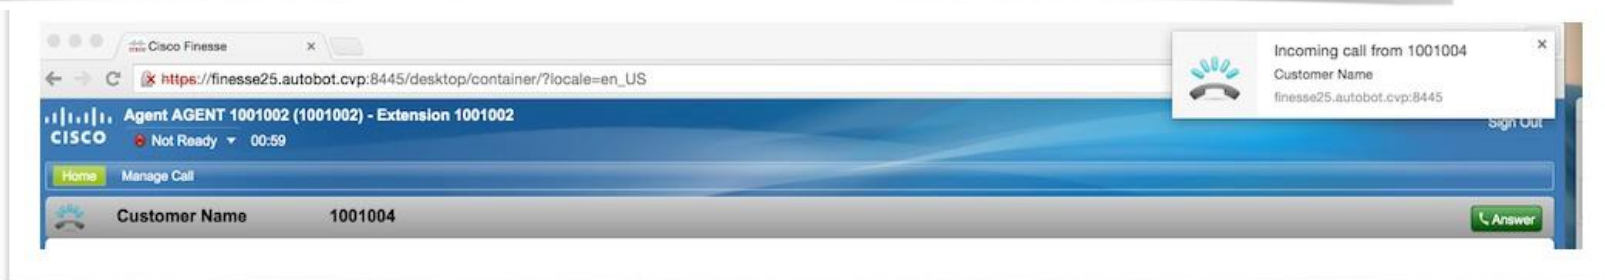 Cisco Finesse
Incoming call from 1001004
Customer Name
finesse25.autobot.cvp:8445
https://finesse25.autobot.cvp:8445/desktop/container/?locale=en_US
CISCO
Agent AGENT 1001002 (1001002) - Extension 1001002
Not Ready 00:59
Sign Out
Home Manage Call
Customer Name 1001004
Answer